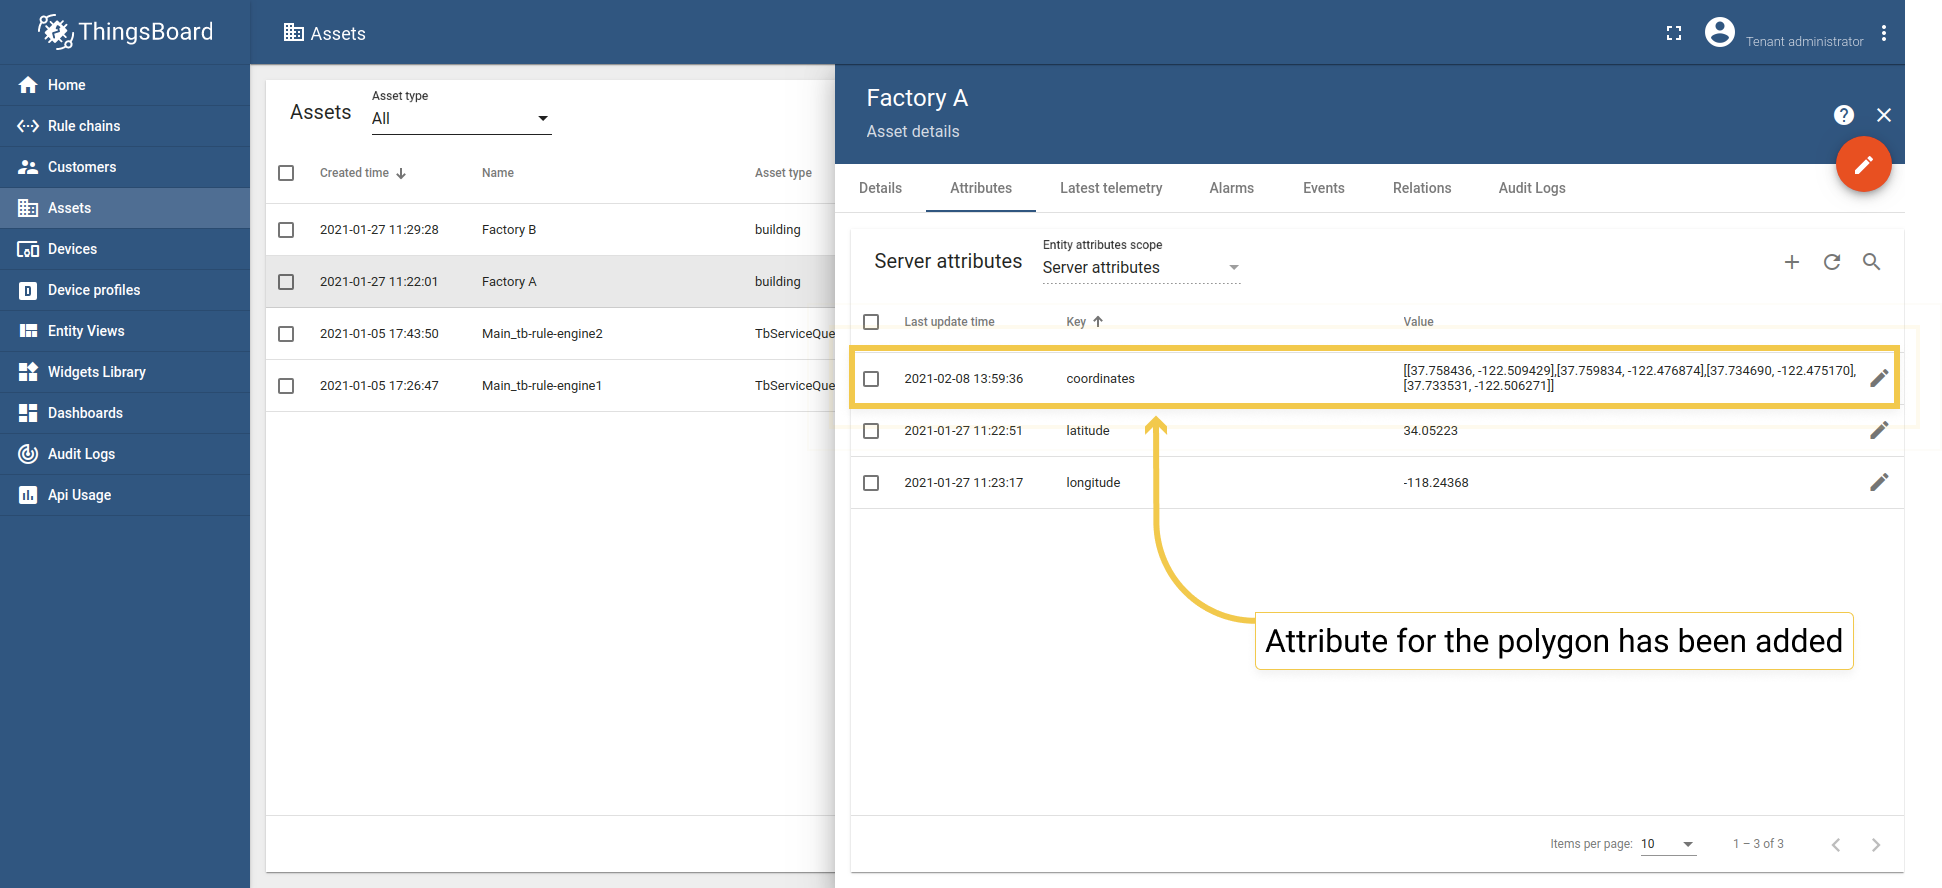 ThingsBoard
Assets
Tenant administrator
Home
Rule chains
Customers
Assets
Devices
Device profiles
Entity Views
Widgets Library
Dashboards
Audit Logs
Api Usage
Assets
Asset type
All
Created time
Name
Asset type
2021-01-27 11:29:28
Factory B
building
2021-01-27 11:22:01
Factory A
building
2021-01-05 17:43:50
Main_tb-rule-engine2
TbServiceQue
2021-01-05 17:26:47
Main_tb-rule-engine1
TbServiceQue
Factory A
Asset details
Details
Attributes
Latest telemetry
Alarms
Events
Relations
Audit Logs
Server attributes
Entity attributes scope
Server attributes
Last update time
Key
Value
2021-02-08 13:59:36
coordinates
[[37.758436, -122.509429],[37.759834, -122.476874],[37.734690, -122.475170],
[37.733531, -122.506271]]
2021-01-27 11:22:51
latitude
34.05223
2021-01-27 11:23:17
longitude
-118.24368
Attribute for the polygon has been added
Items per page: 10
1 – 3 of 3